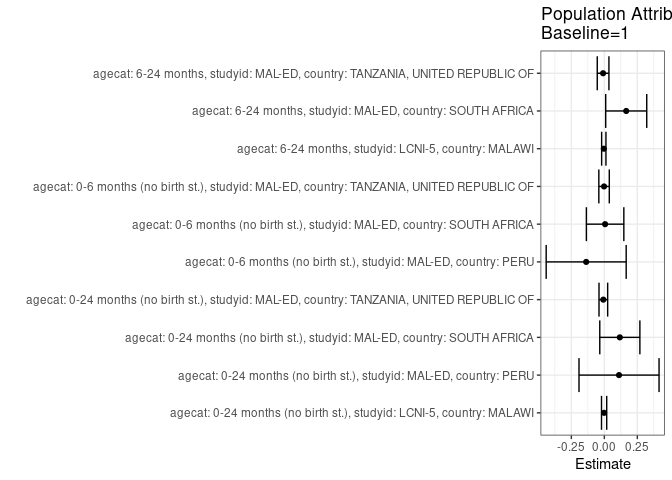 Population Attrib
Baseline=1
agecat: 6-24 months, studyid: MAL-ED, country: TANZANIA, UNITED REPUBLIC OF
agecat: 6-24 months, studyid: MAL-ED, country: SOUTH AFRICA
agecat: 6-24 months, studyid: LCNI-5, country: MALAWI
agecat: 0-6 months (no birth st.), studyid: MAL-ED, country: TANZANIA, UNITED REPUBLIC OF
agecat: 0-6 months (no birth st.), studyid: MAL-ED, country: SOUTH AFRICA
agecat: 0-6 months (no birth st.), studyid: MAL-ED, country: PERU
agecat: 0-24 months (no birth st.), studyid: MAL-ED, country: TANZANIA, UNITED REPUBLIC OF
agecat: 0-24 months (no birth st.), studyid: MAL-ED, country: SOUTH AFRICA
agecat: 0-24 months (no birth st.), studyid: MAL-ED, country: PERU
agecat: 0-24 months (no birth st.), studyid: LCNI-5, country: MALAWI
-0.25 0.00 0.25
Estimate